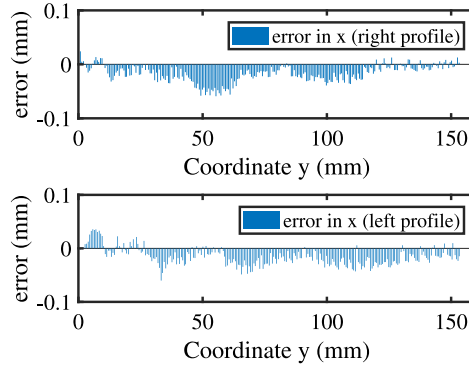 0.1
error in x (right profile)
0
-0.1
error (mm)
0 50 100 150
Coordinate y (mm)
0.1
error in x (left profile)
0
-0.1
error (mm)
0 50 100 150
Coordinate y (mm)